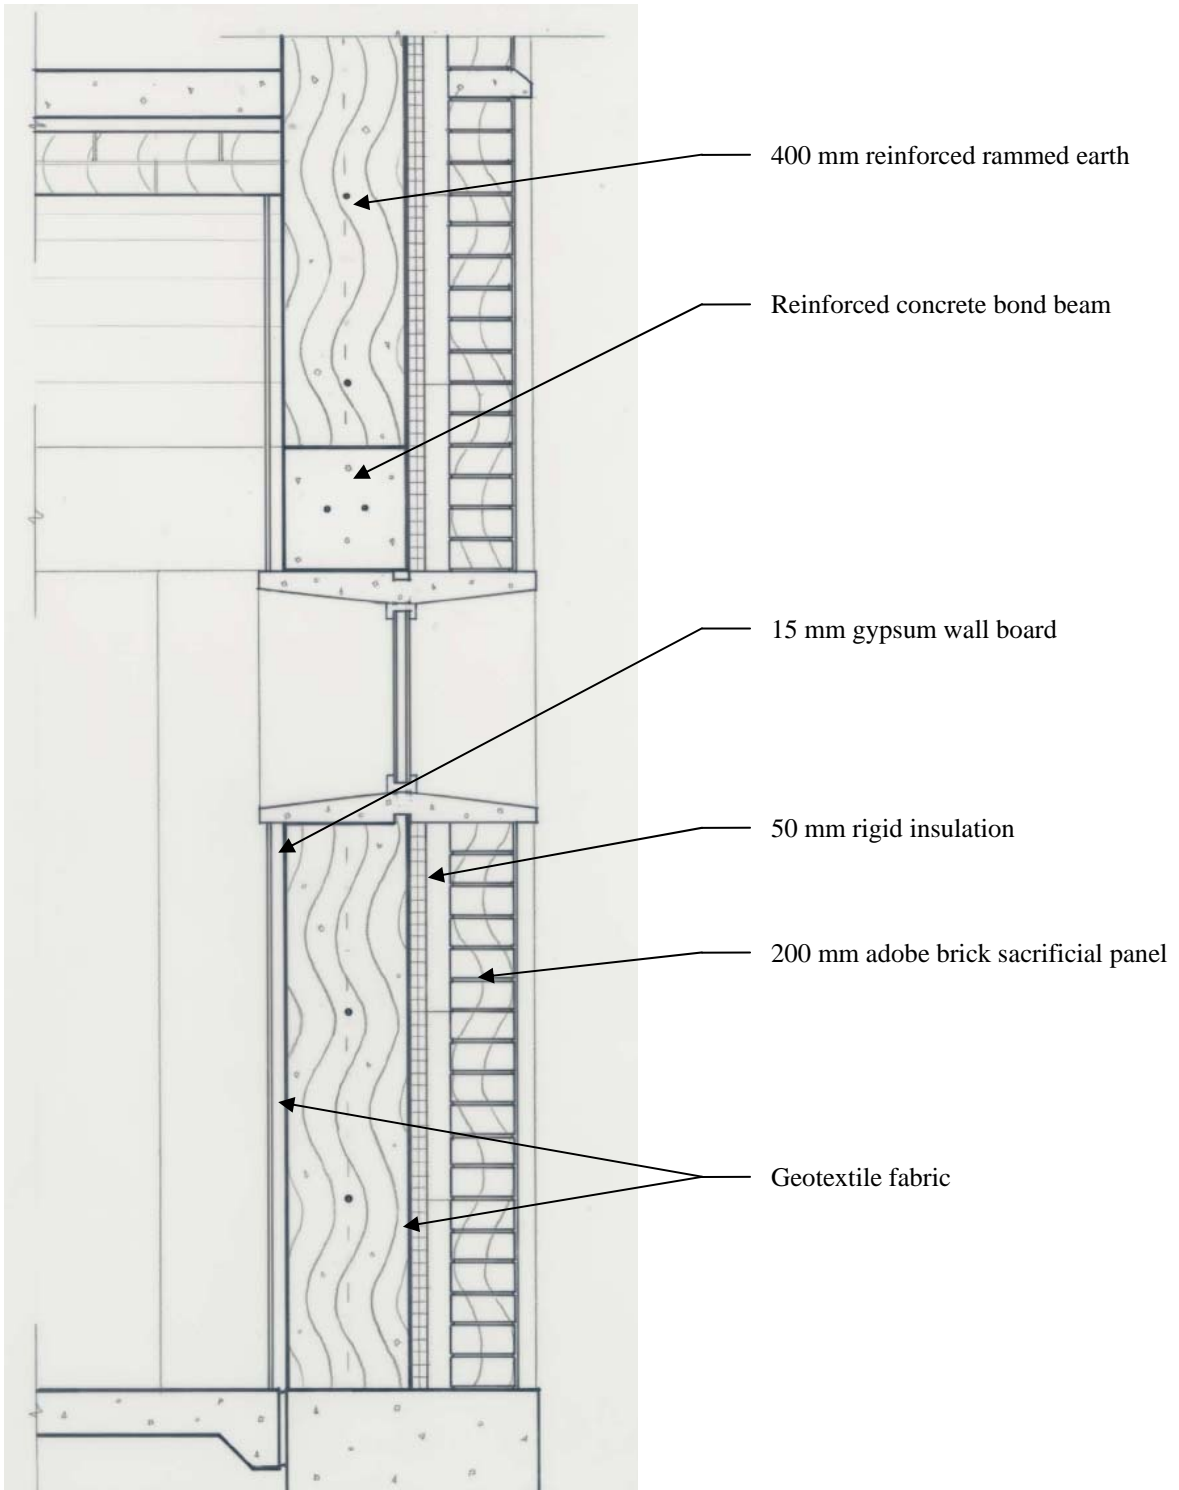 400 mm reinforced rammed earth
Reinforced concrete bond beam
15 mm gypsum wall board
50 mm rigid insulation
200 mm adobe brick sacrificial panel
Geotextile fabric